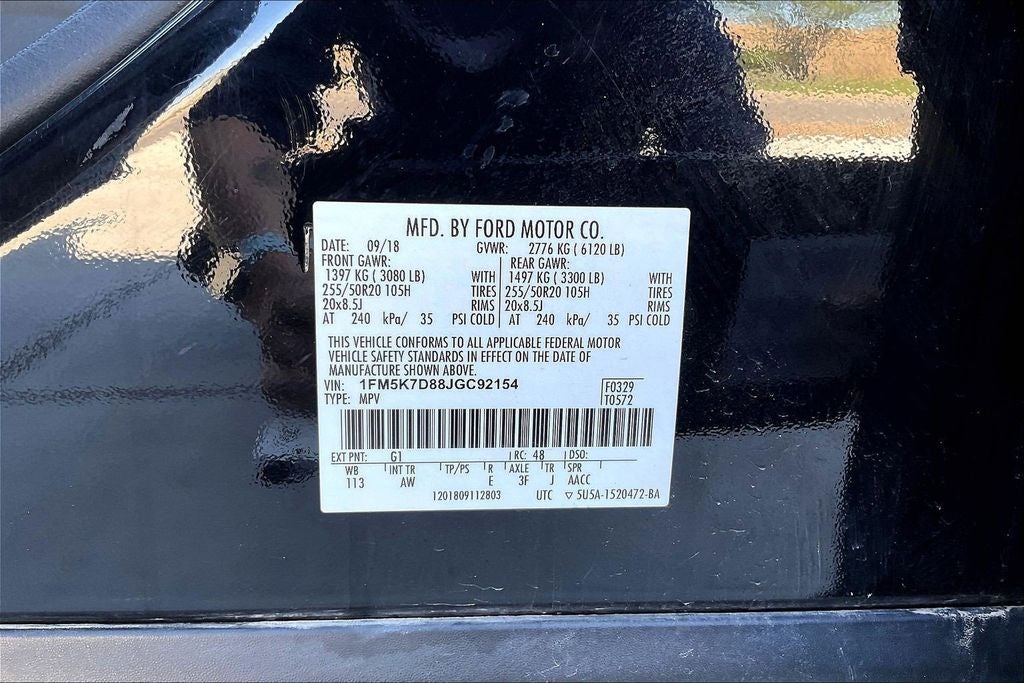 MFD. BY FORD MOTOR CO.
DATE: 09/18 GVWR: 2776 KG ( 6120 LB)
FRONT GAWR: REAR GAWR:
1397 KG ( 3080 LB) WITH 1497 KG ( 3300 LB) WITH
255/50R20 105H TIRES 255/50R20 105H TIRES
20x8.5J RIMS 20x8.5J RIMS
AT 240 kPa/ 35 PSI COLD AT 240 kPa/ 35 PSI COLD
THIS VEHICLE CONFORMS TO ALL APPLICABLE FEDERAL MOTOR
VEHICLE SAFETY STANDARDS IN EFFECT ON THE DATE OF
MANUFACTURE SHOWN ABOVE.
VIN: 1FM5K7D88JGC92154 F0329
TYPE: MPV T0572
EXT PNT: G1 RC: 48 DSO:
WB INT TR TP/PS R AXLE TR SPR
113 AW E 3F J AACC
1201809112803 UTC ▽ 5U5A-1520472-BA